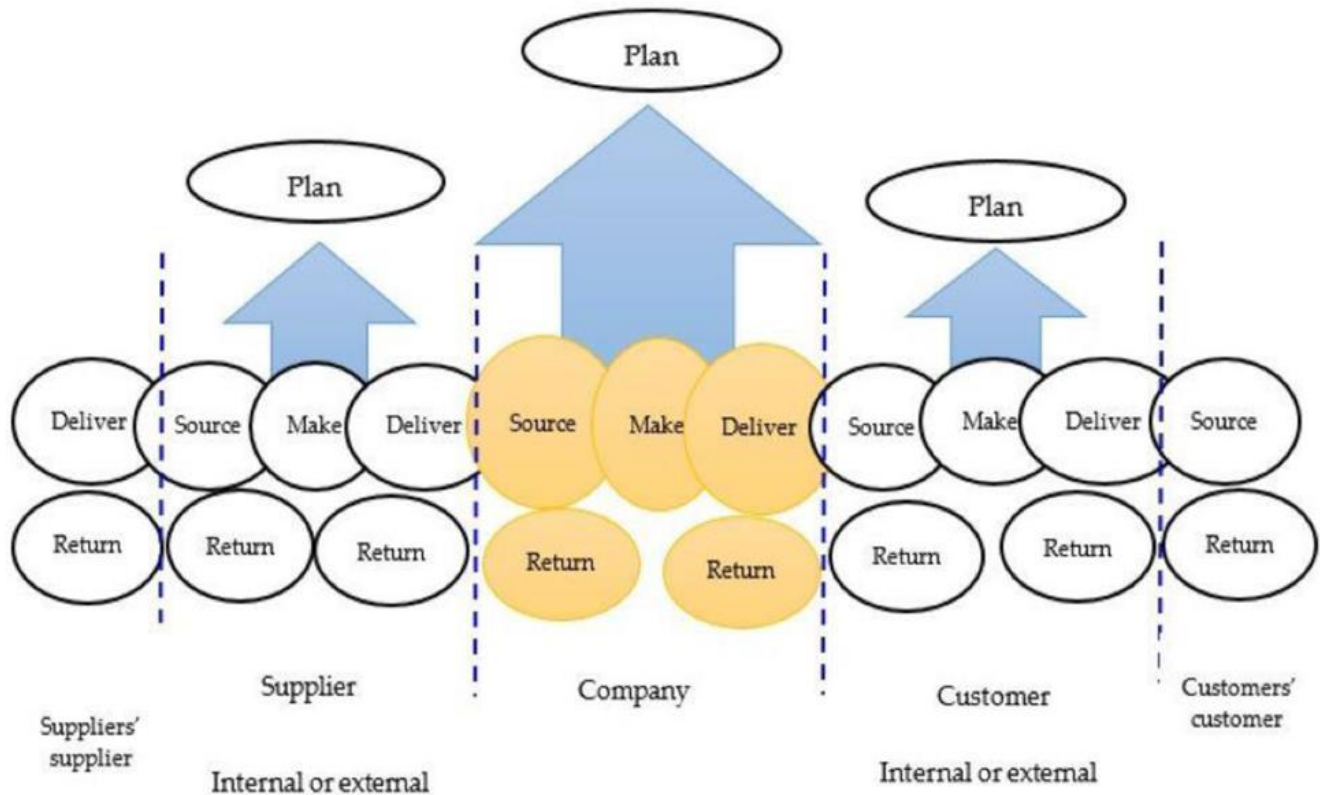 Plan
Plan
Plan
Deliver
Source
Make
Deliver
Source
Make
Deliver
Source
Make
Deliver
Source
Return
Return
Return
Return
Return
Return
Return
Return
Supplier
Company
Customer
Customers'
customer
Suppliers'
supplier
Internal or external
Internal or external